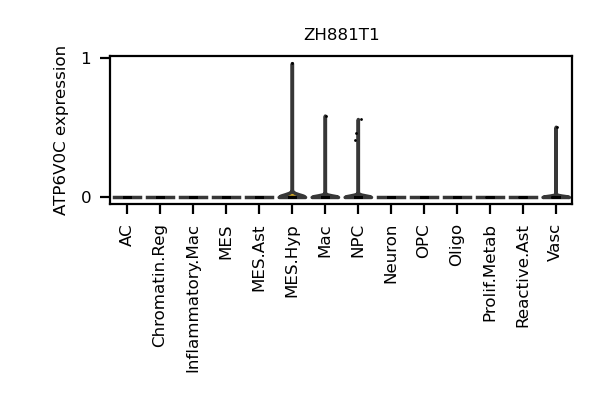 ZH881T1
ATP6V0C expression
1
0
AC
Chromatin.Reg
Inflammatory.Mac
MES
MES.Ast
MES.Hyp
Mac
NPC
Neuron
OPC
Oligo
Prolif.Metab
Reactive.Ast
Vasc